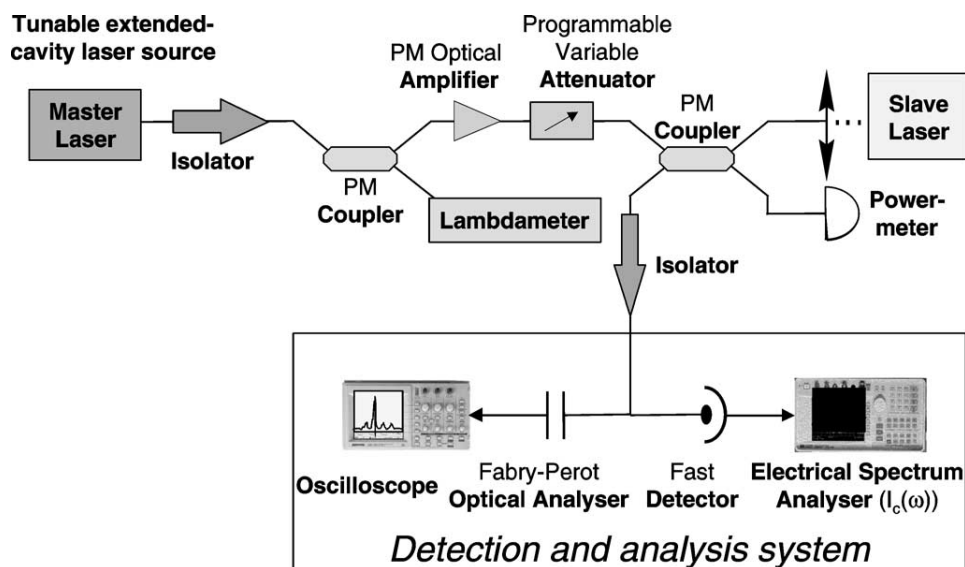 Tunable extended-
cavity laser source
Master
Laser
Isolator
PM
Coupler
PM Optical
Amplifier
Programmable
Variable
Attenuator
Lambdameter
PM
Coupler
Slave
Laser
Power-
meter
Isolator
Oscilloscope
Fabry-Perot
Optical Analyser
Fast
Detector
Electrical Spectrum
Analyser (I_c(ω))
Detection and analysis system